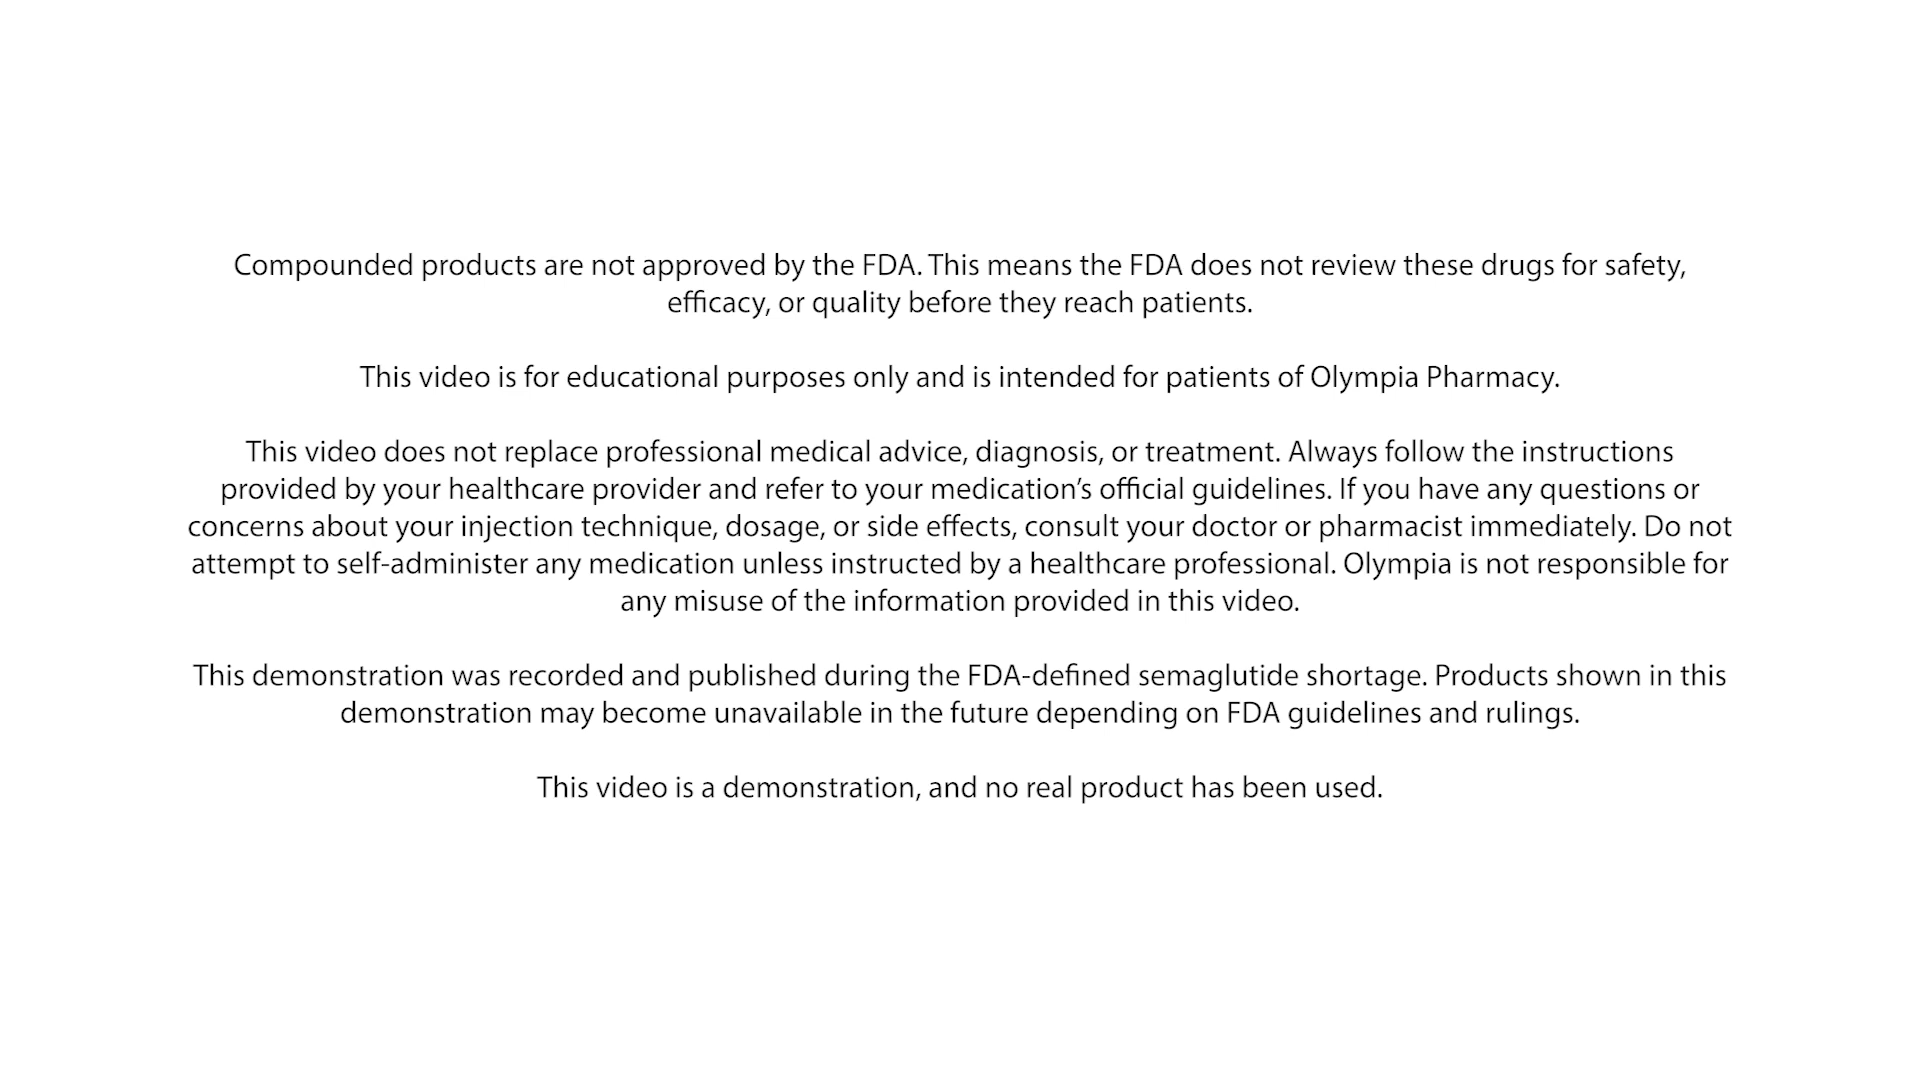 Compounded products are not approved by the FDA. This means the FDA does not review these drugs for safety,
efficacy, or quality before they reach patients.
This video is for educational purposes only and is intended for patients of Olympia Pharmacy.
This video does not replace professional medical advice, diagnosis, or treatment. Always follow the instructions
provided by your healthcare provider and refer to your medication’s official guidelines. If you have any questions or
concerns about your injection technique, dosage, or side effects, consult your doctor or pharmacist immediately. Do not
attempt to self-administer any medication unless instructed by a healthcare professional. Olympia is not responsible for
any misuse of the information provided in this video.
This demonstration was recorded and published during the FDA-defined semaglutide shortage. Products shown in this
demonstration may become unavailable in the future depending on FDA guidelines and rulings.
This video is a demonstration, and no real product has been used.